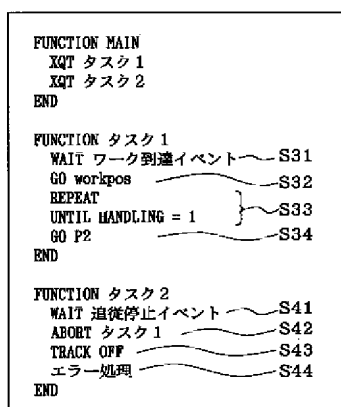 FUNCTION MAIN
XQT タスク1
XQT タスク2
END
FUNCTION タスク1
WAIT ワーク到達イベント S31
GO workpos S32
REPEAT
UNTIL HANDLING = 1 S33
GO P2 S34
END
FUNCTION タスク2
WAIT 追従停止イベント S41
ABORT タスク1 S42
TRACK OFF S43
エラー処理 S44
END